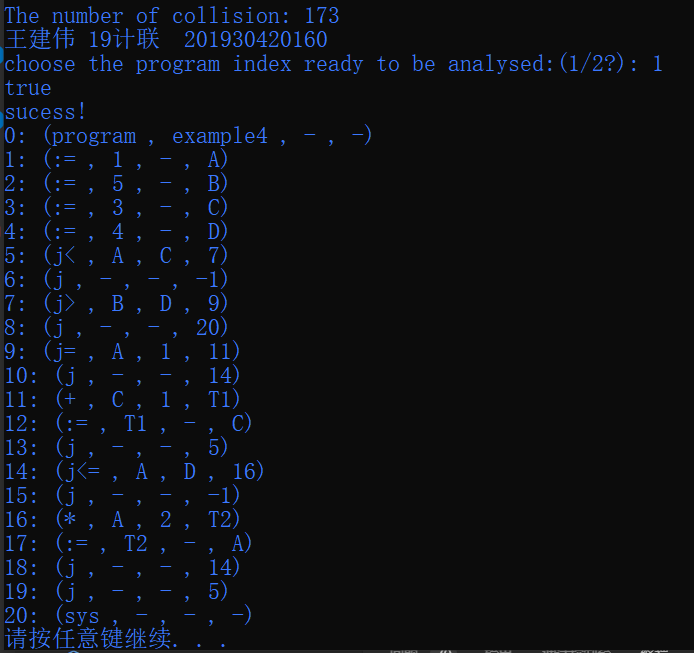 The number of collision: 173
王建伟 19计联  201930420160
choose the program index ready to be analysed:(1/2?): 1
true
sucess!
0: (program , example4 , - , -)
1: (:= , 1 , - , A)
2: (:= , 5 , - , B)
3: (:= , 3 , - , C)
4: (:= , 4 , - , D)
5: (j< , A , C , 7)
6: (j , - , - , -1)
7: (j> , B , D , 9)
8: (j , - , - , 20)
9: (j= , A , 1 , 11)
10: (j , - , - , 14)
11: (+ , C , 1 , T1)
12: (:= , T1 , - , C)
13: (j , - , - , 5)
14: (j<= , A , D , 16)
15: (j , - , - , -1)
16: (* , A , 2 , T2)
17: (:= , T2 , - , A)
18: (j , - , - , 14)
19: (j , - , - , 5)
20: (sys , - , - , -)
请按任意键继续. . .